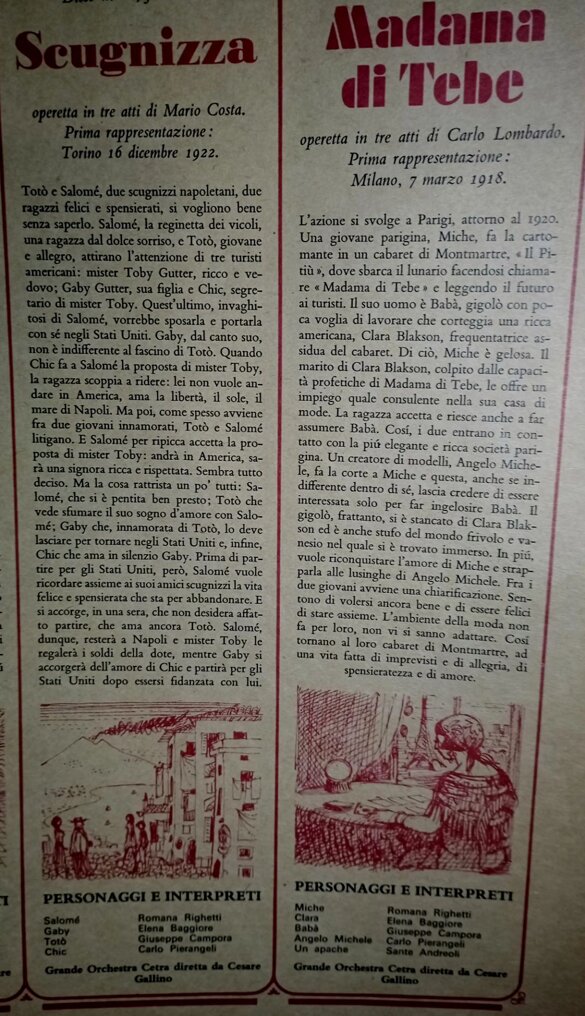 Scugnizza
operetta in tre atti di Mario Costa.
Prima rappresentazione:
Torino 16 dicembre 1922.
Totò e Salomé, due scugnizzi napoletani, due
ragazzi felici e spensierati, si vogliono bene
senza saperlo. Salomé, la reginetta dei vicoli,
una ragazza dal dolce sorriso, e Totò, giovane
e allegro, attirano l'attenzione di tre turisti
americani: mister Toby Gutter, ricco e ve-
dovo; Gaby Gutter, sua figlia e Chic, segre-
tario di mister Toby. Quest'ultimo, invaghi-
tosi di Salomé, vorrebbe sposarla e portarla
con sé negli Stati Uniti. Gaby, dal canto suo,
non è indifferente al fascino di Totò. Quando
Chic fa a Salomé la proposta di mister Toby,
la ragazza scoppia a ridere: lei non vuole an-
dare in America, ama la libertà, il sole, il
mare di Napoli. Ma poi, come spesso avviene
fra due giovani innamorati, Totò e Salomé
litigano. E Salomé per ripicca accetta la pro-
posta di mister Toby: andrà in America, sa-
rà una signora ricca e rispettata. Sembra tutto
deciso. Ma la cosa rattrista un po' tutti: Sa-
lomé, che si è pentita ben presto; Totò che
vede sfumare il suo sogno d'amore con Salo-
mé; Gaby che, innamorata di Totò, lo deve
lasciare per tornare negli Stati Uniti e, infine,
Chic che ama in silenzio Gaby. Prima di par-
tire per gli Stati Uniti, però, Salomé vuole
ricordare assieme ai suoi amici scugnizzi la vita
felice e spensierata che sta per abbandonare. E
si accorge, in una sera, che non desidera affat-
to partire, che ama ancora Totò. Salomé,
dunque, resterà a Napoli e mister Toby le
regalerà i soldi della dote, mentre Gaby si
accorgerà dell'amore di Chic e partirà per gli
Stati Uniti dopo essersi fidanzata con lui.
PERSONAGGI E INTERPRETI
Salomé Romana Righetti
Gaby Elena Baggiore
Totò Giuseppe Campora
Chic Carlo Pierangeli
Grande Orchestra Cetra diretta da Cesare
Gallino
Madama
di Tebe
operetta in tre atti di Carlo Lombardo.
Prima rappresentazione:
Milano, 7 marzo 1918.
L'azione si svolge a Parigi, attorno al 1920.
Una giovane parigina, Miche, fa la carto-
mante in un cabaret di Montmartre, « Il Pi-
tiù », dove sbarca il lunario facendosi chiama-
re « Madama di Tebe » e leggendo il futuro
ai turisti. Il suo uomo è Babà, gigolò con po-
ca voglia di lavorare che corteggia una ricca
americana, Clara Blakson, frequentatrice as-
sidua del cabaret. Di ciò, Miche è gelosa. Il
marito di Clara Blakson, colpito dalle capaci-
tà profetiche di Madama di Tebe, le offre un
impiego quale consulente nella sua casa di
mode. La ragazza accetta e riesce anche a far
assumere Babà. Cosí, i due entrano in con-
tatto con la piú elegante e ricca società pari-
gina. Un creatore di modelli, Angelo Miche-
le, fa la corte a Miche e questa, anche se in-
differente dentro di sé, lascia credere di essere
interessata solo per far ingelosire Babà. Il
gigolò, frattanto, si è stancato di Clara Blak-
son ed è anche stufo del mondo frivolo e va-
nesio nel quale si è trovato immerso. In piú,
vuole riconquistare l'amore di Miche e strap-
parla alle lusinghe di Angelo Michele. Fra i
due giovani avviene una chiarificazione. Sen-
tono di volersi ancora bene e di essere felici
di stare assieme. L'ambiente della moda non
fa per loro, non vi si sanno adattare. Cosí
tornano al loro cabaret di Montmartre, ad
una vita fatta di imprevisti e di allegria, di
spensieratezza e di amore.
PERSONAGGI E INTERPRETI
Miche Romana Righetti
Clara Elena Baggiore
Babà Giuseppe Campora
Angelo Michele Carlo Pierangeli
Un apache Sante Andreoli
Grande Orchestra Cetra diretta da Cesare
Gallino